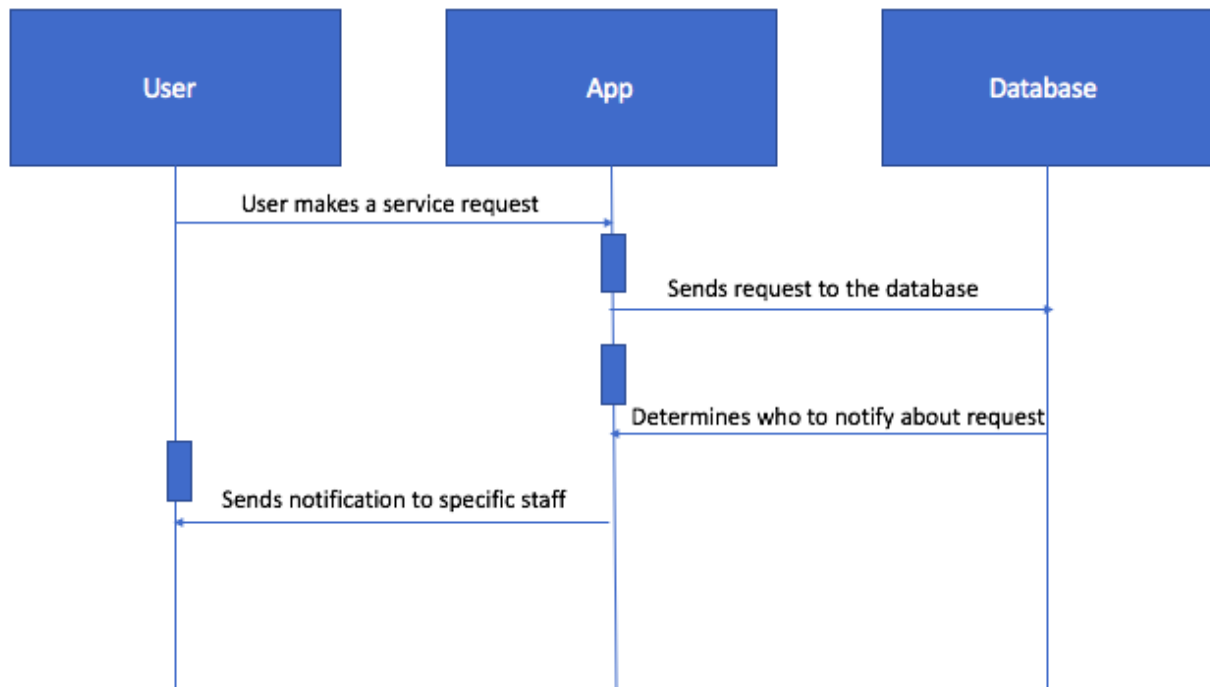 User
App
Database
User makes a service request
Sends request to the database
Determines who to notify about request
Sends notification to specific staff